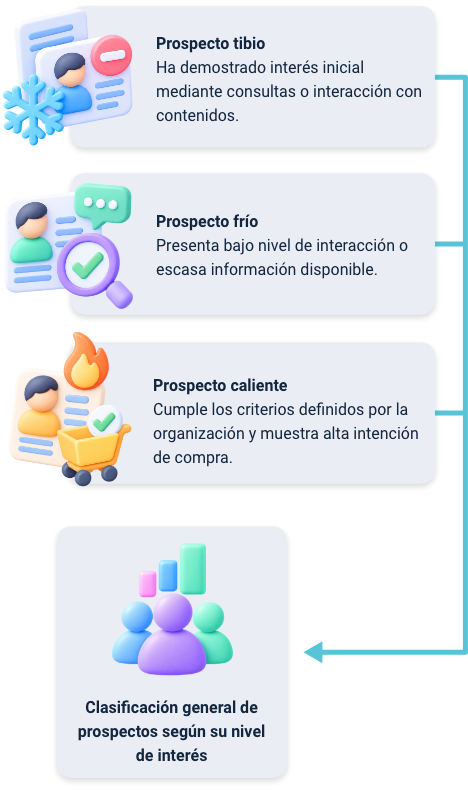 Prospecto tibio
Ha demostrado interés inicial
mediante consultas o interacción con
contenidos.
Prospecto frío
Presenta bajo nivel de interacción o
escasa información disponible.
Prospecto caliente
Cumple los criterios definidos por la
organización y muestra alta intención
de compra.
Clasificación general de
prospectos según su nivel
de interés